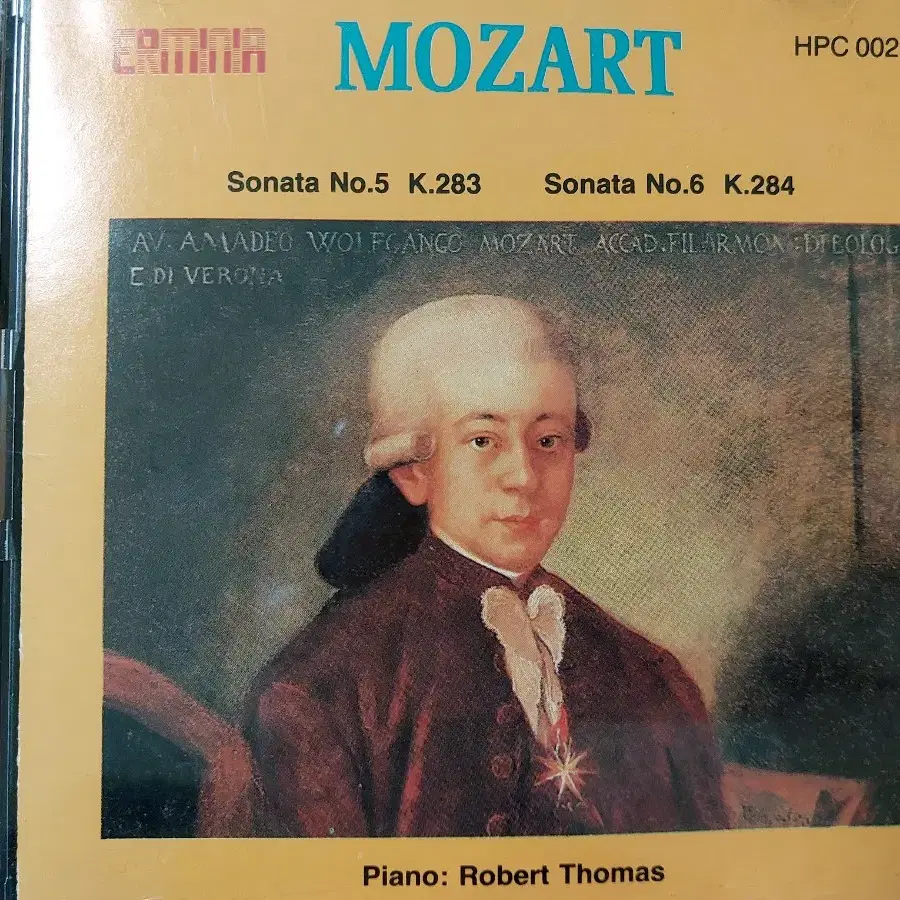 ERMINIA
MOZART
HPC 002
Sonata No.5 K.283 Sonata No.6 K.284
AV. AMADEO WOLFGANGO MOZART ACCAD. FILARMON: DI BOLOG
E DI VERONA
Piano: Robert Thomas